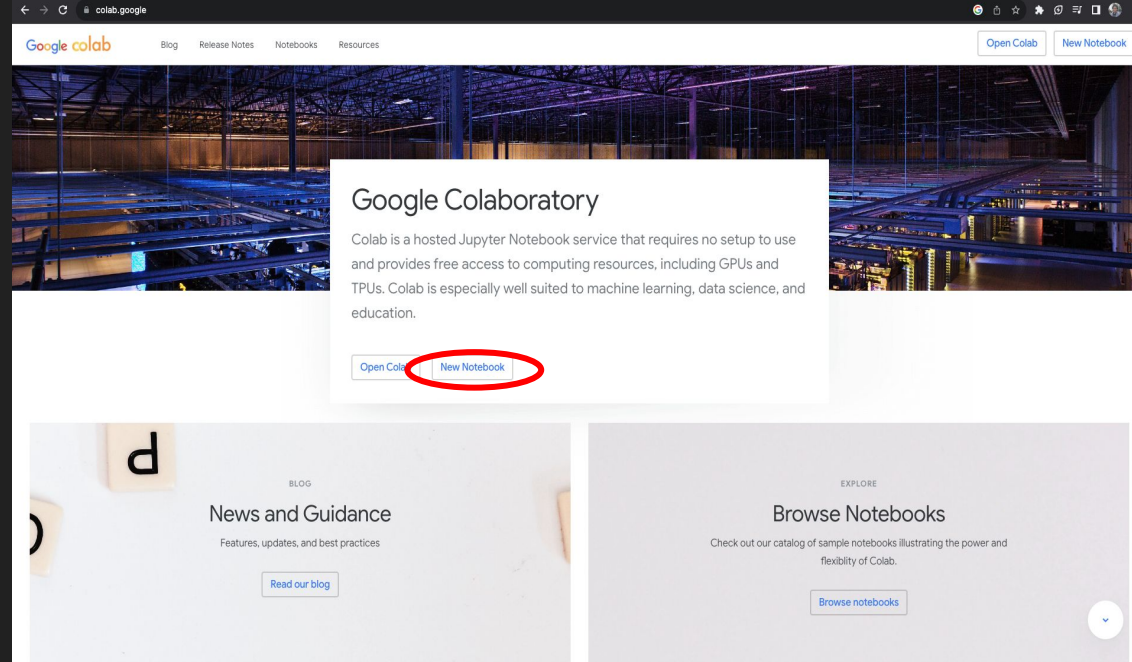 colab.google
Google colab
Blog
Release Notes
Notebooks
Resources
Open Colab
New Notebook
Google Colaboratory
Colab is a hosted Jupyter Notebook service that requires no setup to use
and provides free access to computing resources, including GPUs and
TPUs. Colab is especially well suited to machine learning, data science, and
education.
Open Colab
New Notebook
d
BLOG
News and Guidance
Features, updates, and best practices
Read our blog
EXPLORE
Browse Notebooks
Check out our catalog of sample notebooks illustrating the power and
flexiblity of Colab.
Browse notebooks